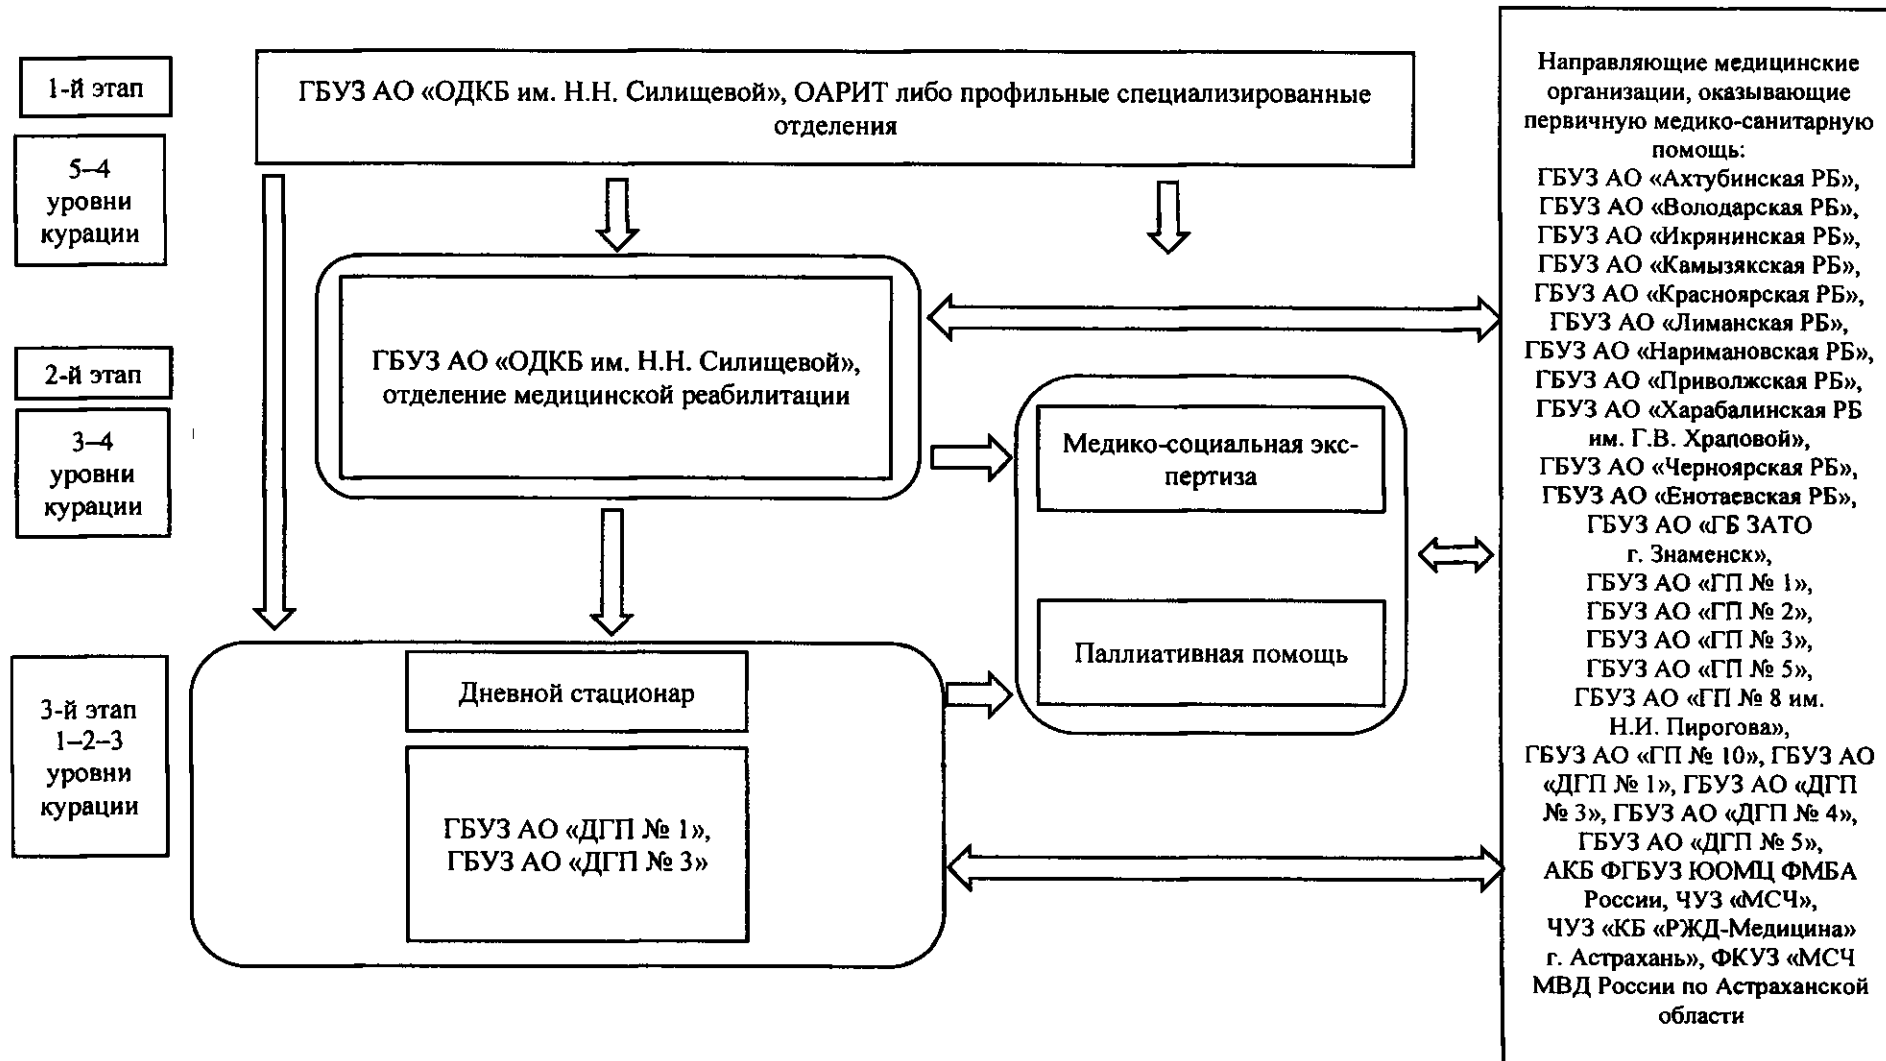 1-й этап
5–4
уровни
курации
ГБУЗ АО «ОДКБ им. Н.Н. Силищевой», ОАРИТ либо профильные специализированные
отделения
2-й этап
3–4
уровни
курации
ГБУЗ АО «ОДКБ им. Н.Н. Силищевой»,
отделение медицинской реабилитации
Медико-социальная экс-
пертиза
Паллиативная помощь
3-й этап
1–2–3
уровни
курации
Дневной стационар
ГБУЗ АО «ДГП № 1»,
ГБУЗ АО «ДГП № 3»
Направляющие медицинские
организации, оказывающие
первичную медико-санитарную
помощь:
ГБУЗ АО «Ахтубинская РБ»,
ГБУЗ АО «Володарская РБ»,
ГБУЗ АО «Икрянинская РБ»,
ГБУЗ АО «Камызякская РБ»,
ГБУЗ АО «Красноярская РБ»,
ГБУЗ АО «Лиманская РБ»,
ГБУЗ АО «Наримановская РБ»,
ГБУЗ АО «Приволжская РБ»,
ГБУЗ АО «Харабалинская РБ
им. Г.В. Храповой»,
ГБУЗ АО «Черноярская РБ»,
ГБУЗ АО «Енотаевская РБ»,
ГБУЗ АО «ГБ ЗАТО
г. Знаменск»,
ГБУЗ АО «ГП № 1»,
ГБУЗ АО «ГП № 2»,
ГБУЗ АО «ГП № 3»,
ГБУЗ АО «ГП № 5»,
ГБУЗ АО «ГП № 8 им.
Н.И. Пирогова»,
ГБУЗ АО «ГП № 10», ГБУЗ АО
«ДГП № 1», ГБУЗ АО «ДГП
№ 3», ГБУЗ АО «ДГП № 4»,
ГБУЗ АО «ДГП № 5»,
АКБ ФГБУЗ ЮОМЦ ФМБА
России, ЧУЗ «МСЧ»,
ЧУЗ «КБ «РЖД-Медицина»
г. Астрахань», ФКУЗ «МСЧ
МВД России по Астраханской
области